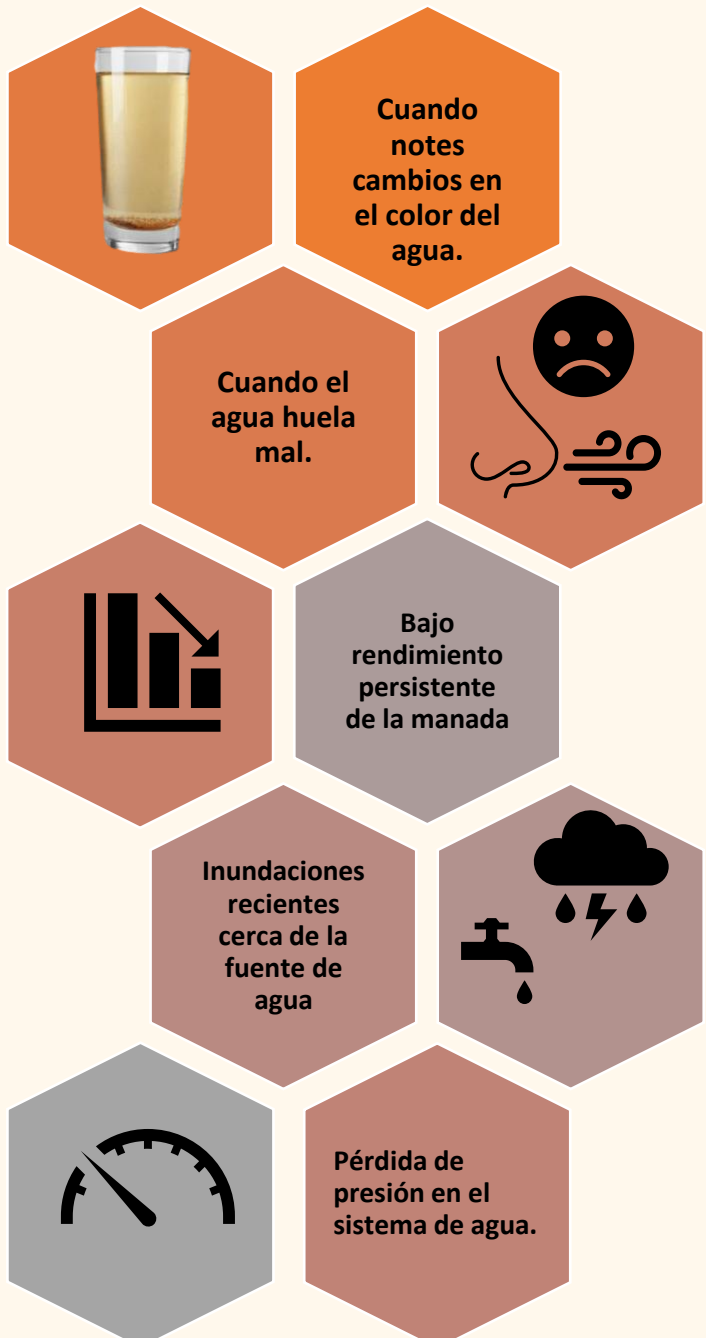 Cuando
notes
cambios en
el color del
agua.
Cuando el
agua huela
mal.
Bajo
rendimiento
persistente
de la manada
Inundaciones
recientes
cerca de la
fuente de
agua
Pérdida de
presión en el
sistema de agua.